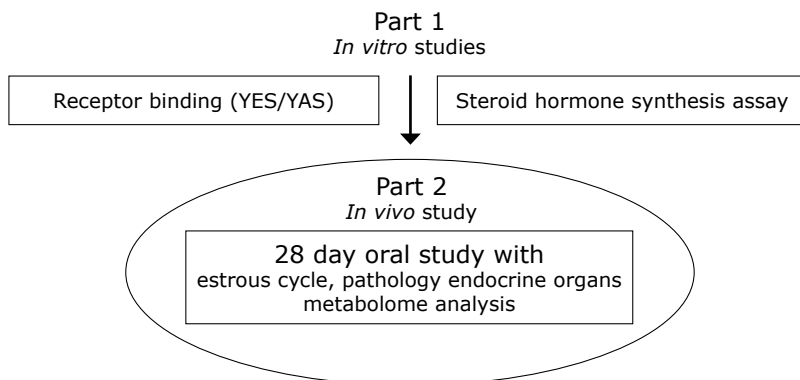 Part 1
In vitro studies
Receptor binding (YES/YAS)
Steroid hormone synthesis assay
Part 2
In vivo study
28 day oral study with
estrous cycle, pathology endocrine organs
metabolome analysis